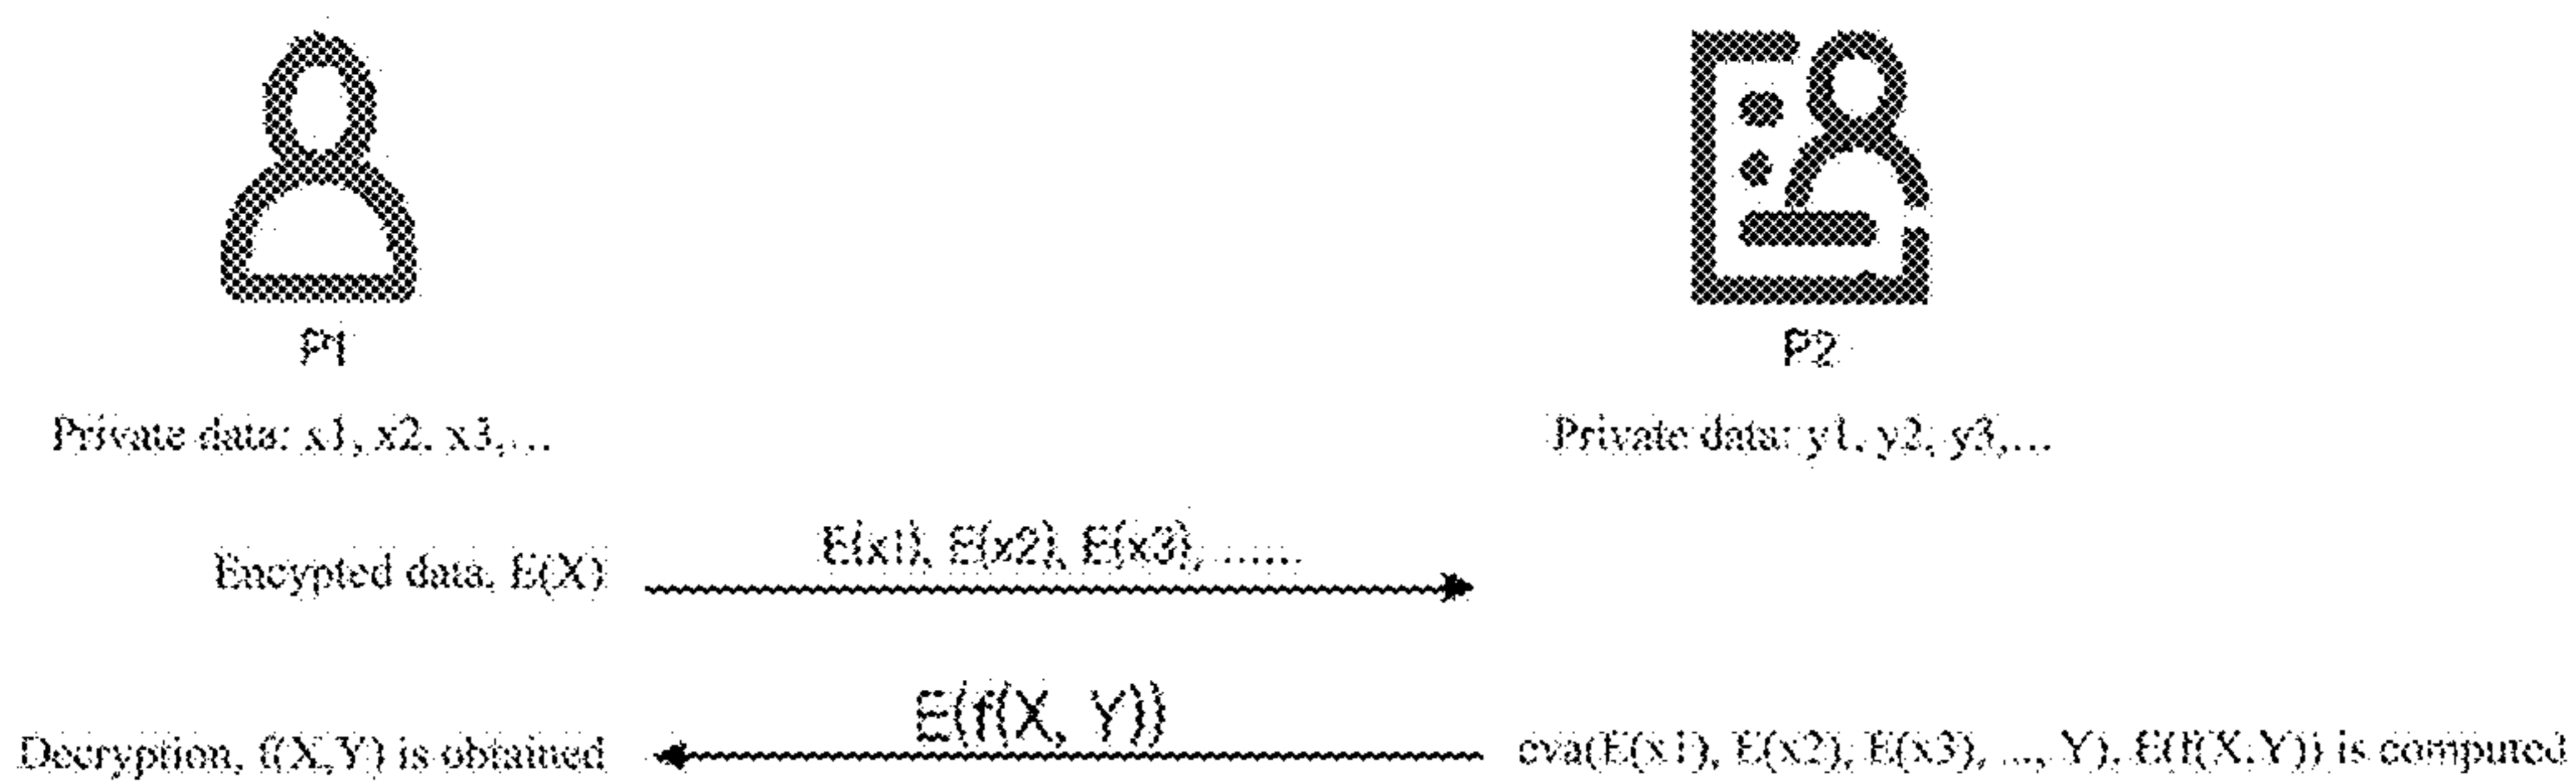 P1
P2
Private data: x1, x2, x3,...
Private data: y1, y2, y3,...
Encypted data, E(X)
E(x1), E(x2), E(x3), ......
E(f(X, Y))
Decryption, f(X,Y) is obtained
eva(E(x1), E(x2), E(x3), ..., Y), E(f(X,Y)) is computed